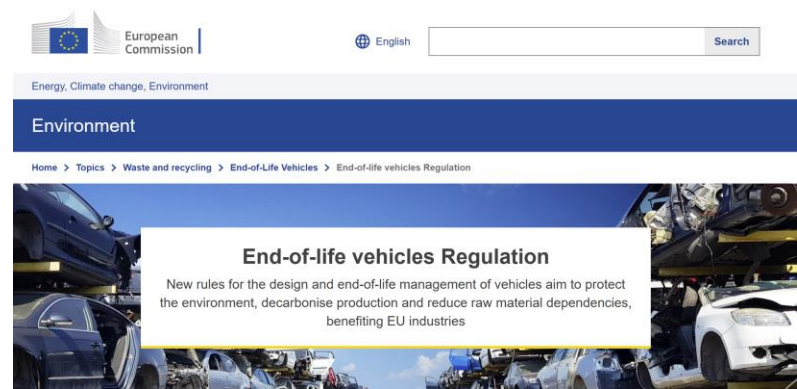 European
Commission
English
Search
Energy, Climate change, Environment
Environment
Home > Topics > Waste and recycling > End-of-Life Vehicles > End-of-life vehicles Regulation
End-of-life vehicles Regulation
New rules for the design and end-of-life management of vehicles aim to protect
the environment, decarbonise production and reduce raw material dependencies,
benefiting EU industries